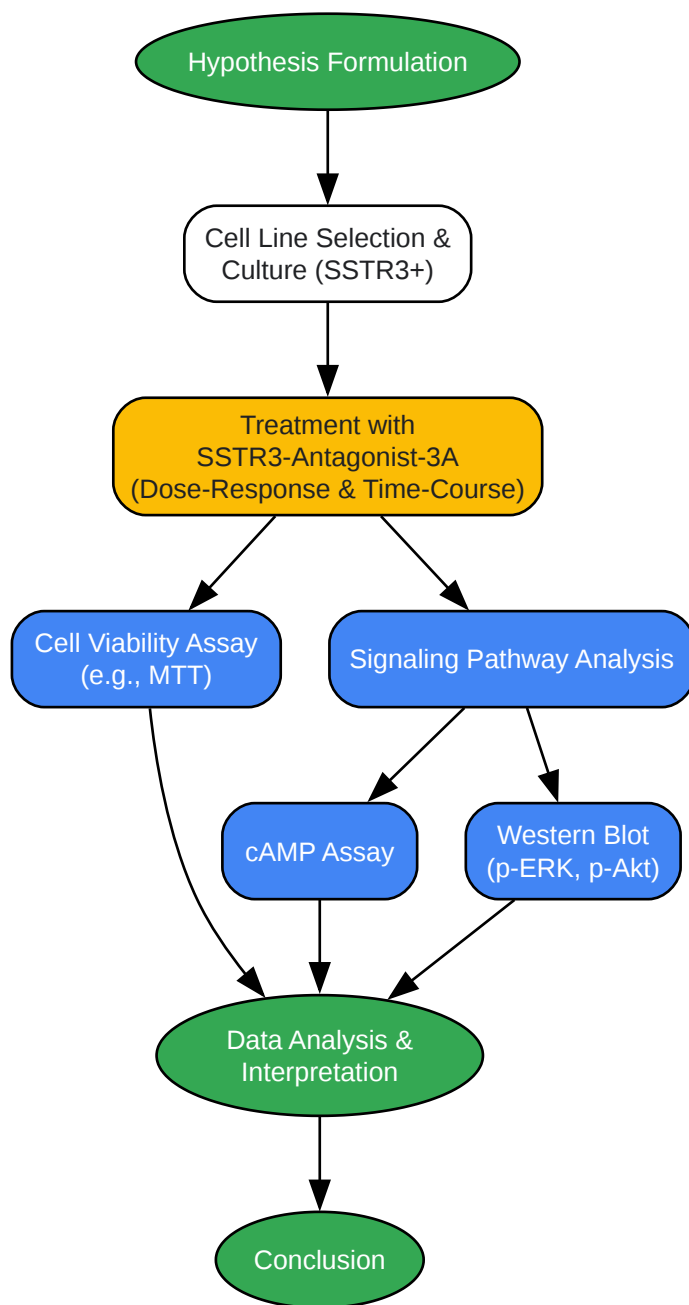 Hypothesis Formulation
Cell Line Selection &
Culture (SSTR3+)
Treatment with
SSTR3-Antagonist-3A
(Dose-Response & Time-Course)
Cell Viability Assay
(e.g., MTT)
Signaling Pathway Analysis
cAMP Assay
Western Blot
(p-ERK, p-Akt)
Data Analysis &
Interpretation
Conclusion